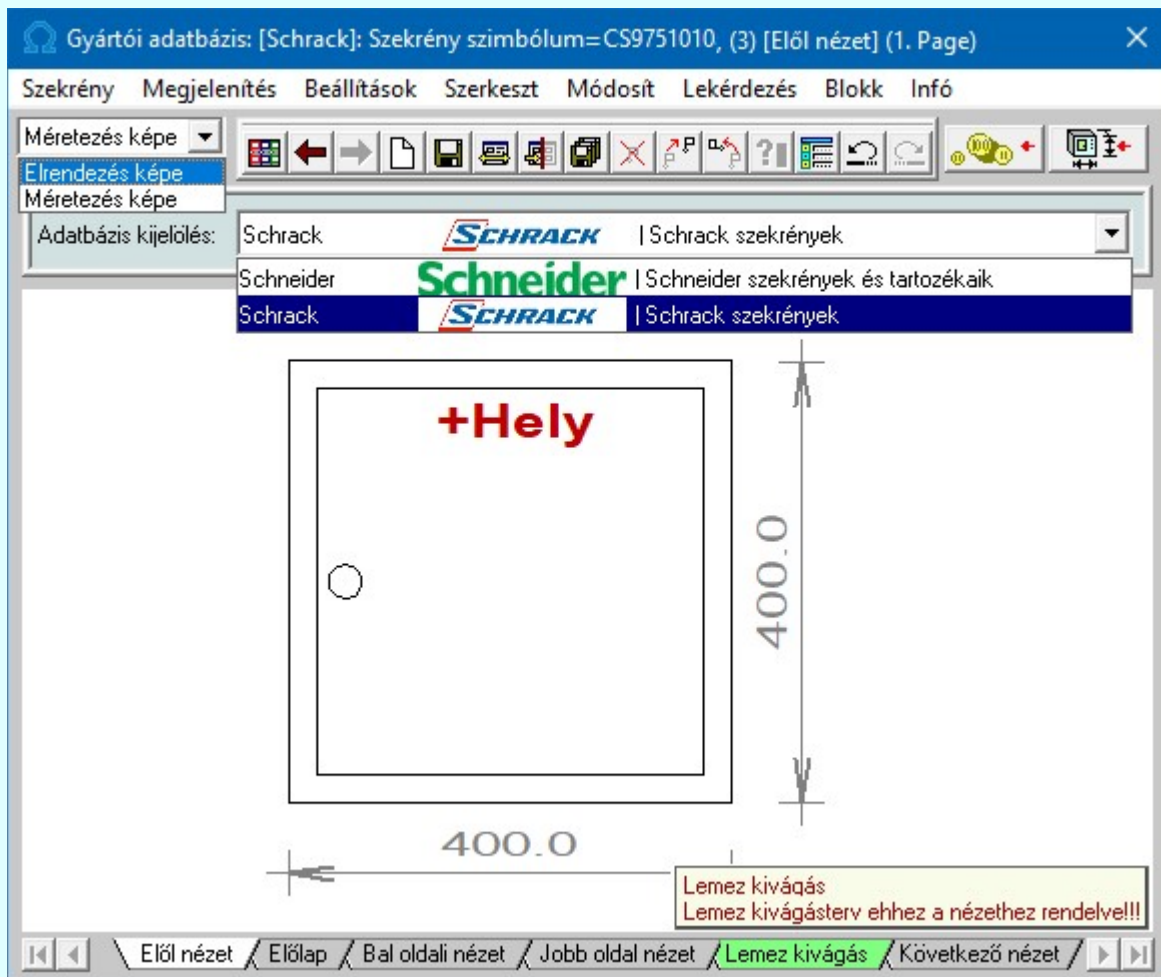 Gyártói adatbázis: [Schrack]: Szekrény szimbólum=CS9751010, (3) [Elől nézet] (1. Page)
Szekrény Megjelenítés Beállítások Szerkeszt Módosít Lekérdezés Blokk Infó
Méretezés képe
Elrendezés képe
Méretezés képe
Adatbázis kijelölés: Schrack SCHRACK | Schrack szekrények
Schneider Schneider | Schneider szekrények és tartozékaik
Schrack SCHRACK | Schrack szekrények
+Hely
400.0
400.0
Lemez kivágás
Lemez kivágásterv ehhez a nézethez rendelve!!!
Elől nézet Előlap Bal oldali nézet Jobb oldal nézet Lemez kivágás Következő nézet